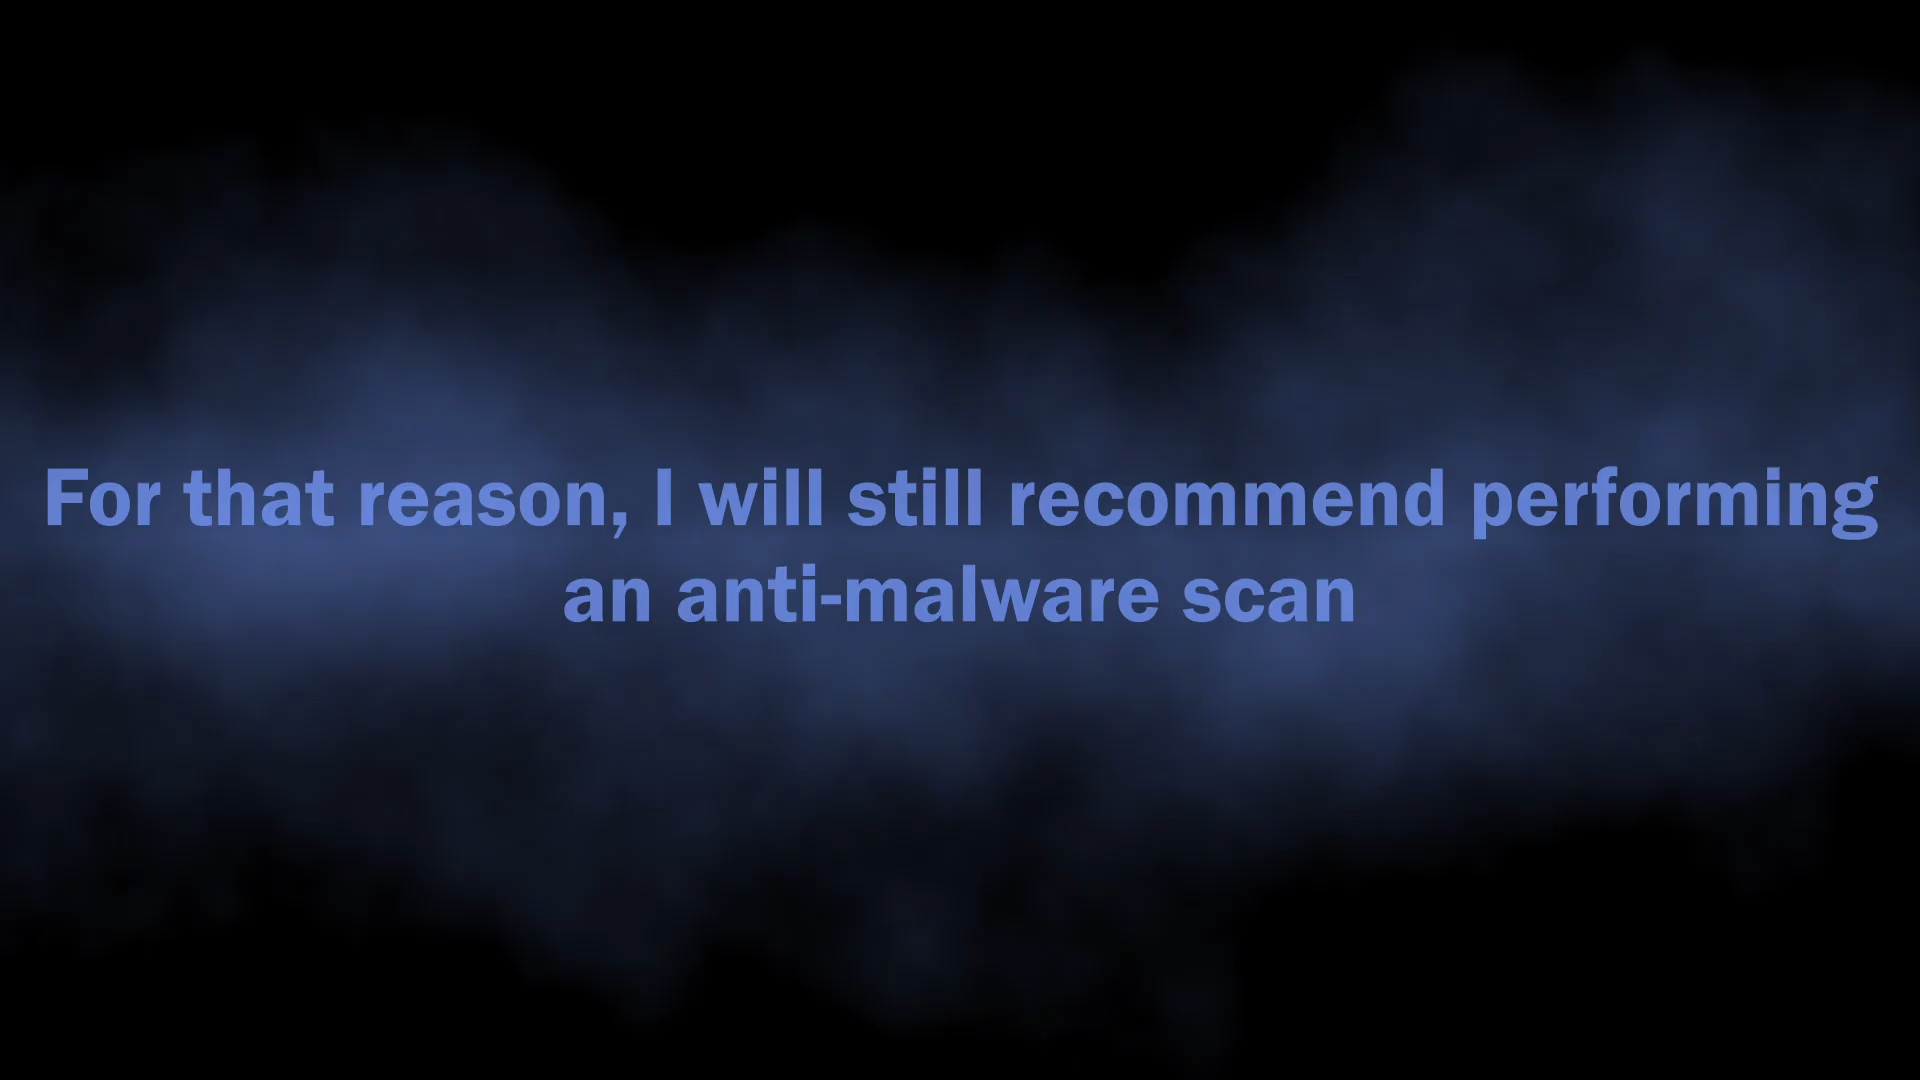 For that reason, I will still recommend performing
an anti-malware scan